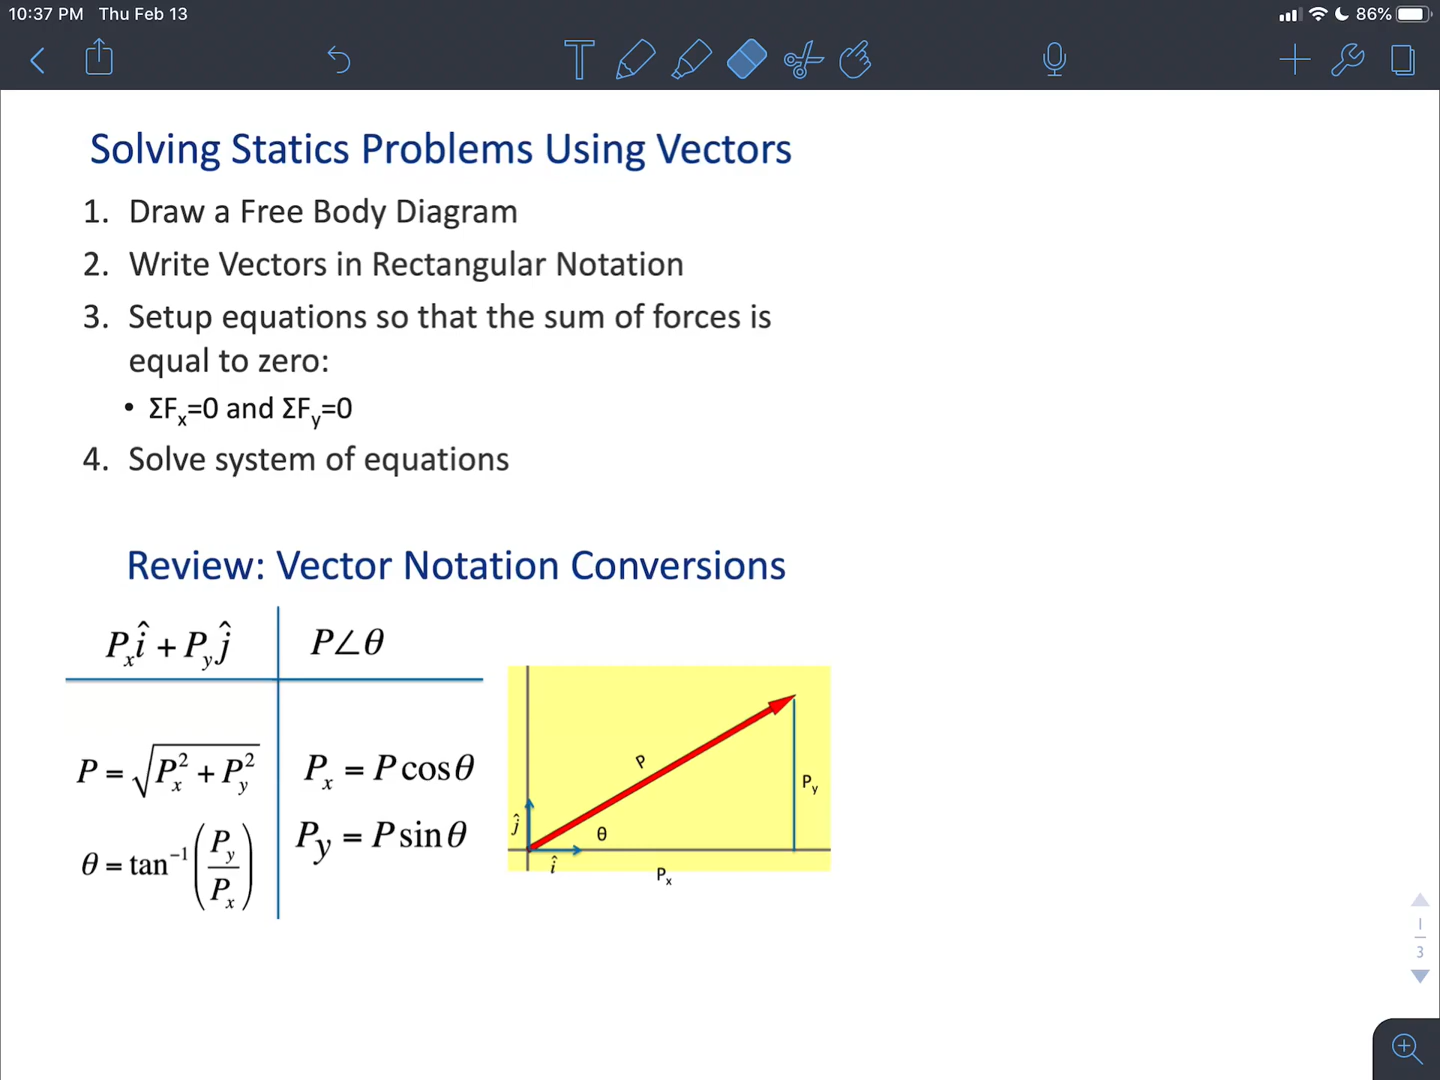 10:37 PM Thu Feb 13
86%
T
Solving Statics Problems Using Vectors
1. Draw a Free Body Diagram
2. Write Vectors in Rectangular Notation
3. Setup equations so that the sum of forces is
equal to zero:
• ΣFx=0 and ΣFy=0
4. Solve system of equations
Review: Vector Notation Conversions
Pxî + Pyĵ
P∠θ
P = √(Px² + Py²)
Px = P cosθ
θ = tan⁻¹(Py/Px)
Py = P sinθ
P
Py
ĵ
θ
î
Px
1
3